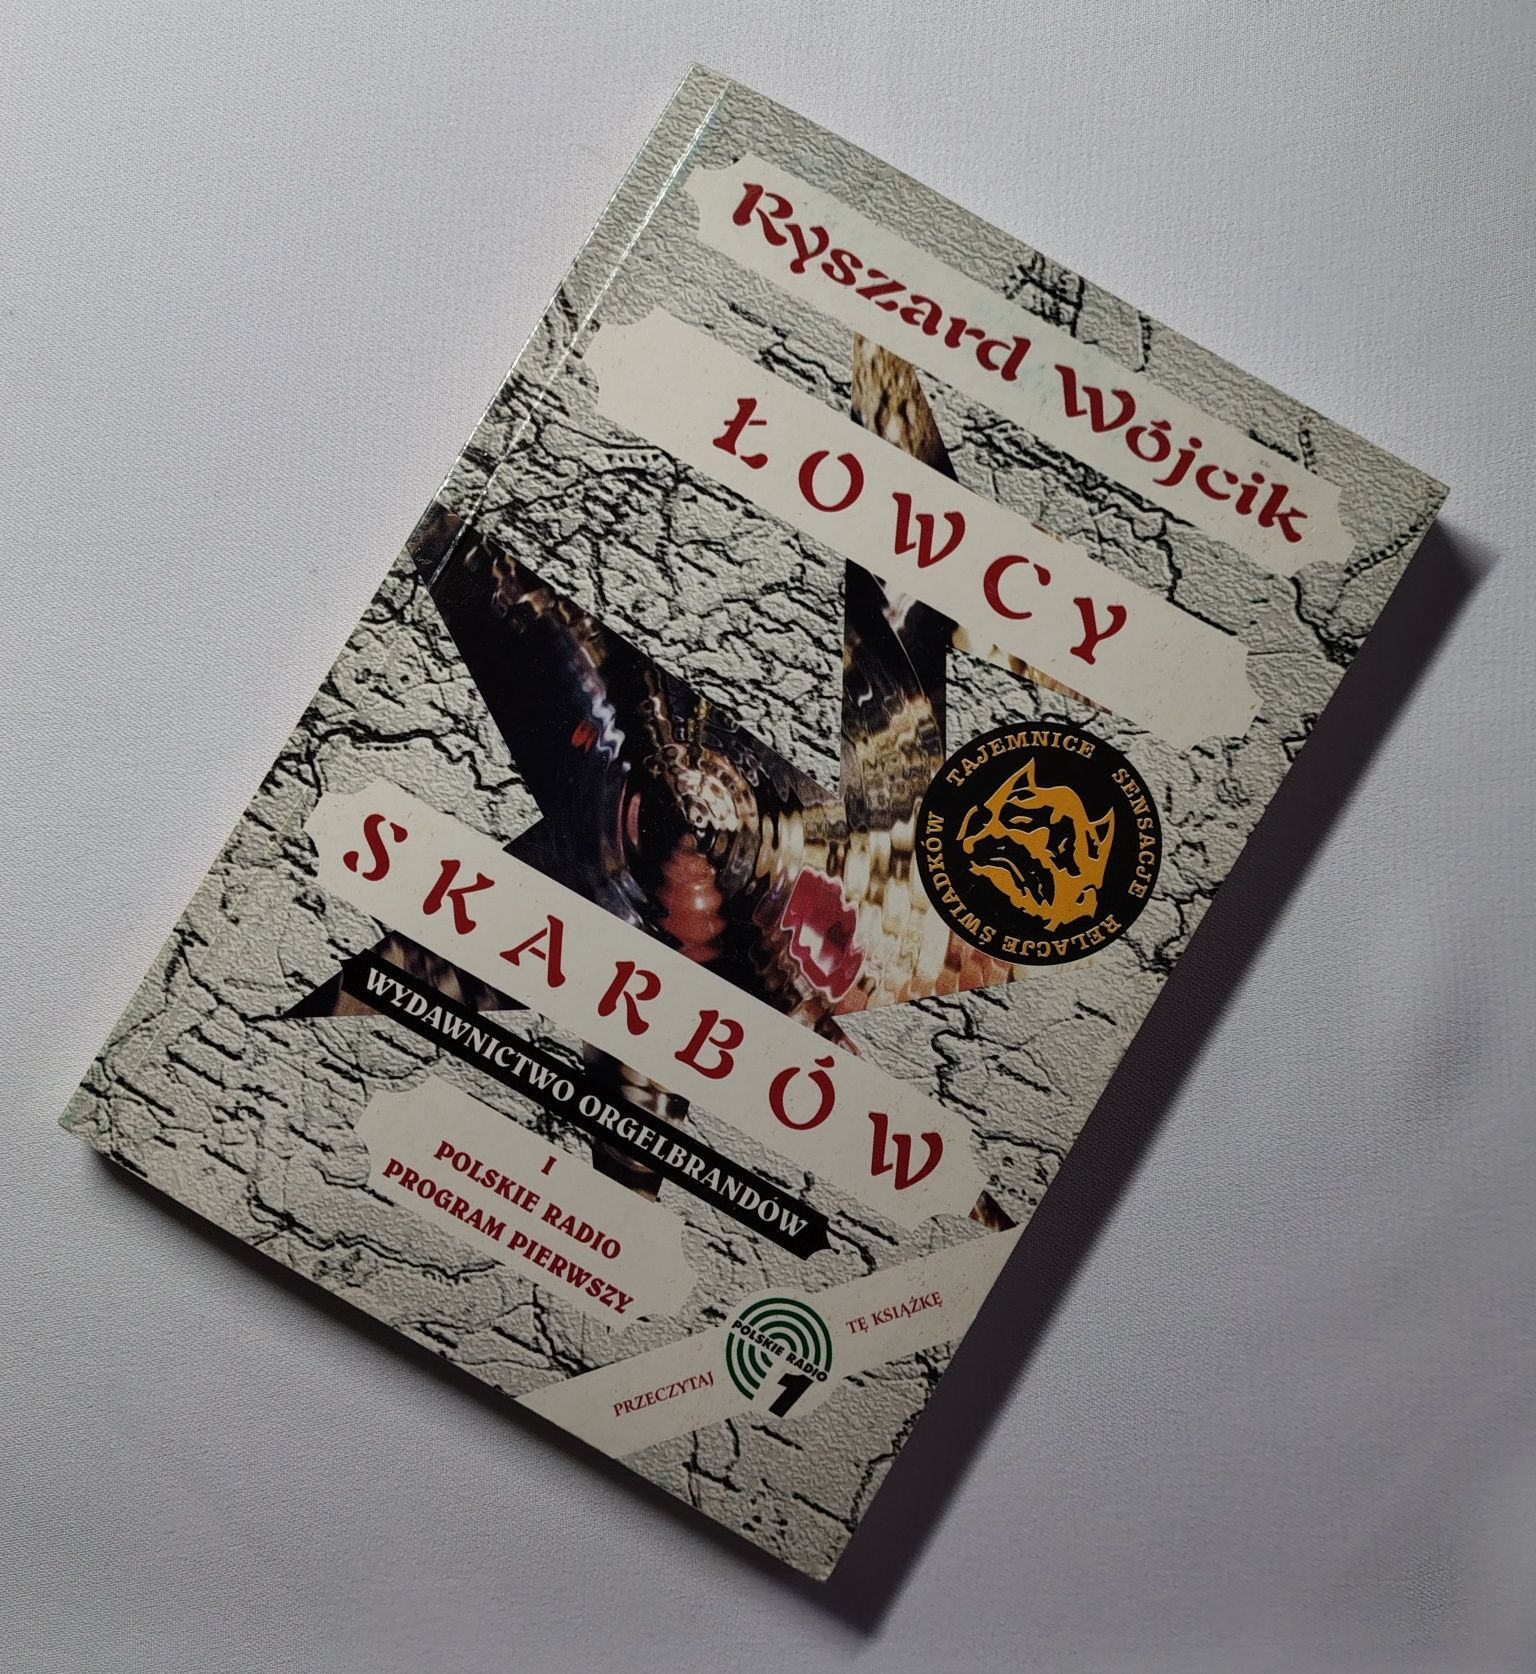 Ryszard Wójcik
ŁOWCY
TAJEMNICE SENSACJE RELACJE ŚWIADKÓW
SKARBÓW
WYDAWNICTWO ORGELBRANDÓW
I
POLSKIE RADIO
PROGRAM PIERWSZY
PRZECZYTAJ
POLSKIE RADIO
1
TĘ KSIĄŻKĘ